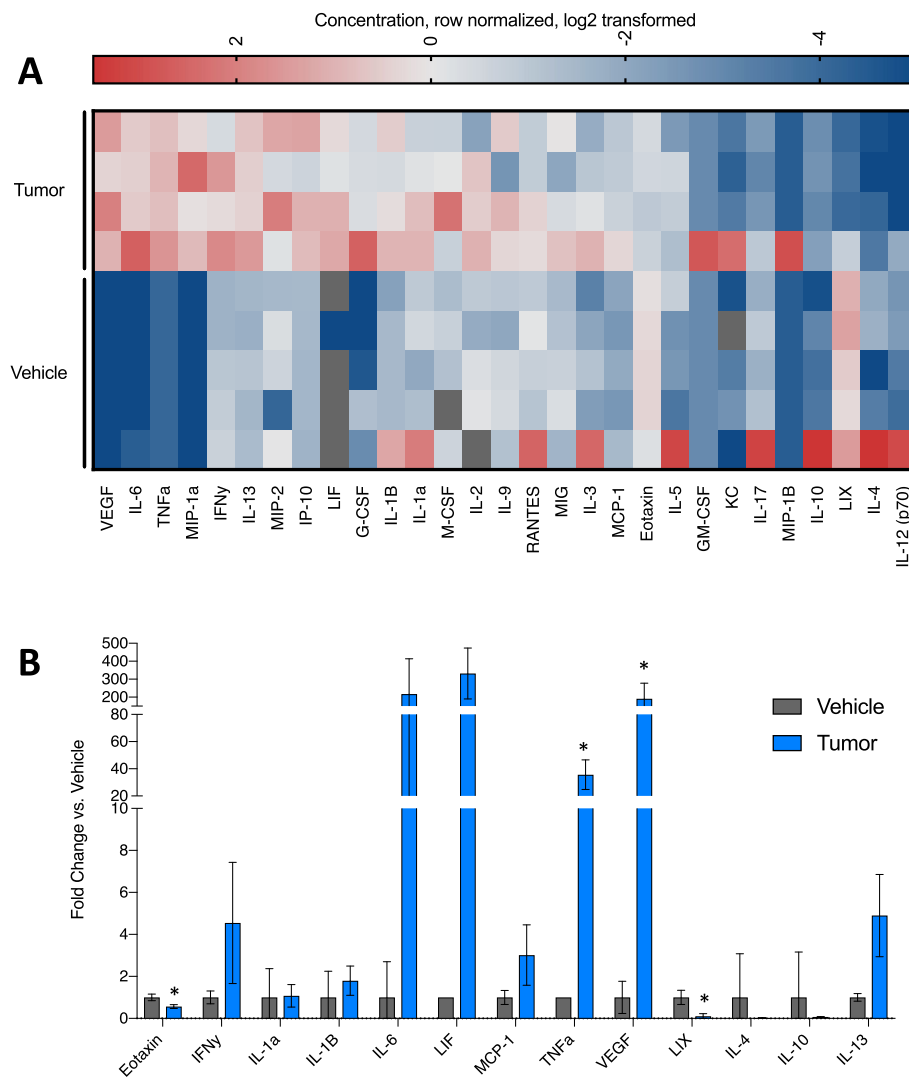 Concentration, row normalized, log2 transformed
A
2 0 -2 -4
Tumor
Vehicle
VEGF IL-6 TNFa MIP-1a IFNy IL-13 MIP-2 IP-10 LIF G-CSF IL-1B IL-1a M-CSF IL-2 IL-9 RANTES MIG IL-3 MCP-1 Eotaxin IL-5 GM-CSF KC IL-17 MIP-1B IL-10 LIX IL-4 IL-12 (p70)
B
Fold Change vs. Vehicle
500
400
300
200
80
60
40
20
10
8
6
4
2
0
* * * *
Vehicle
Tumor
Eotaxin IFNy IL-1a IL-1B IL-6 LIF MCP-1 TNFa VEGF LIX IL-4 IL-10 IL-13